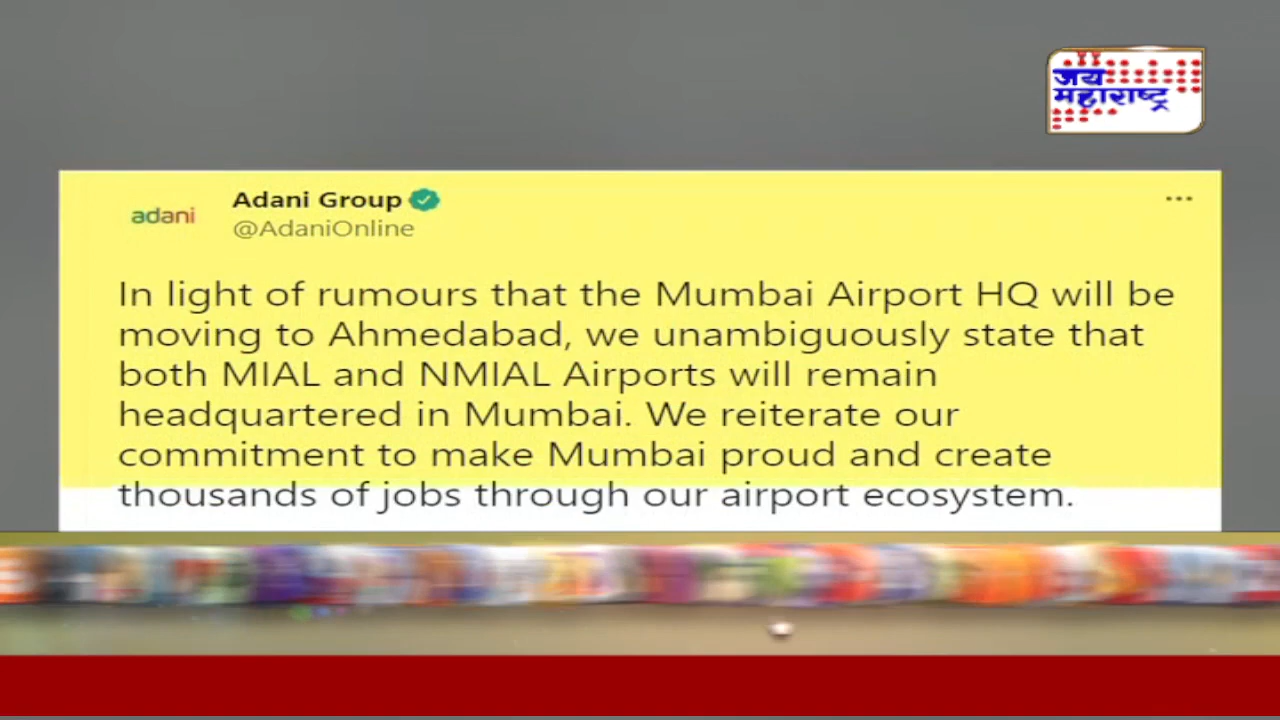 जय
महाराष्ट्र
Adani Group
adani
@AdaniOnline
In light of rumours that the Mumbai Airport HQ will be
moving to Ahmedabad, we unambiguously state that
both MIAL and NMIAL Airports will remain
headquartered in Mumbai. We reiterate our
commitment to make Mumbai proud and create
thousands of jobs through our airport ecosystem.